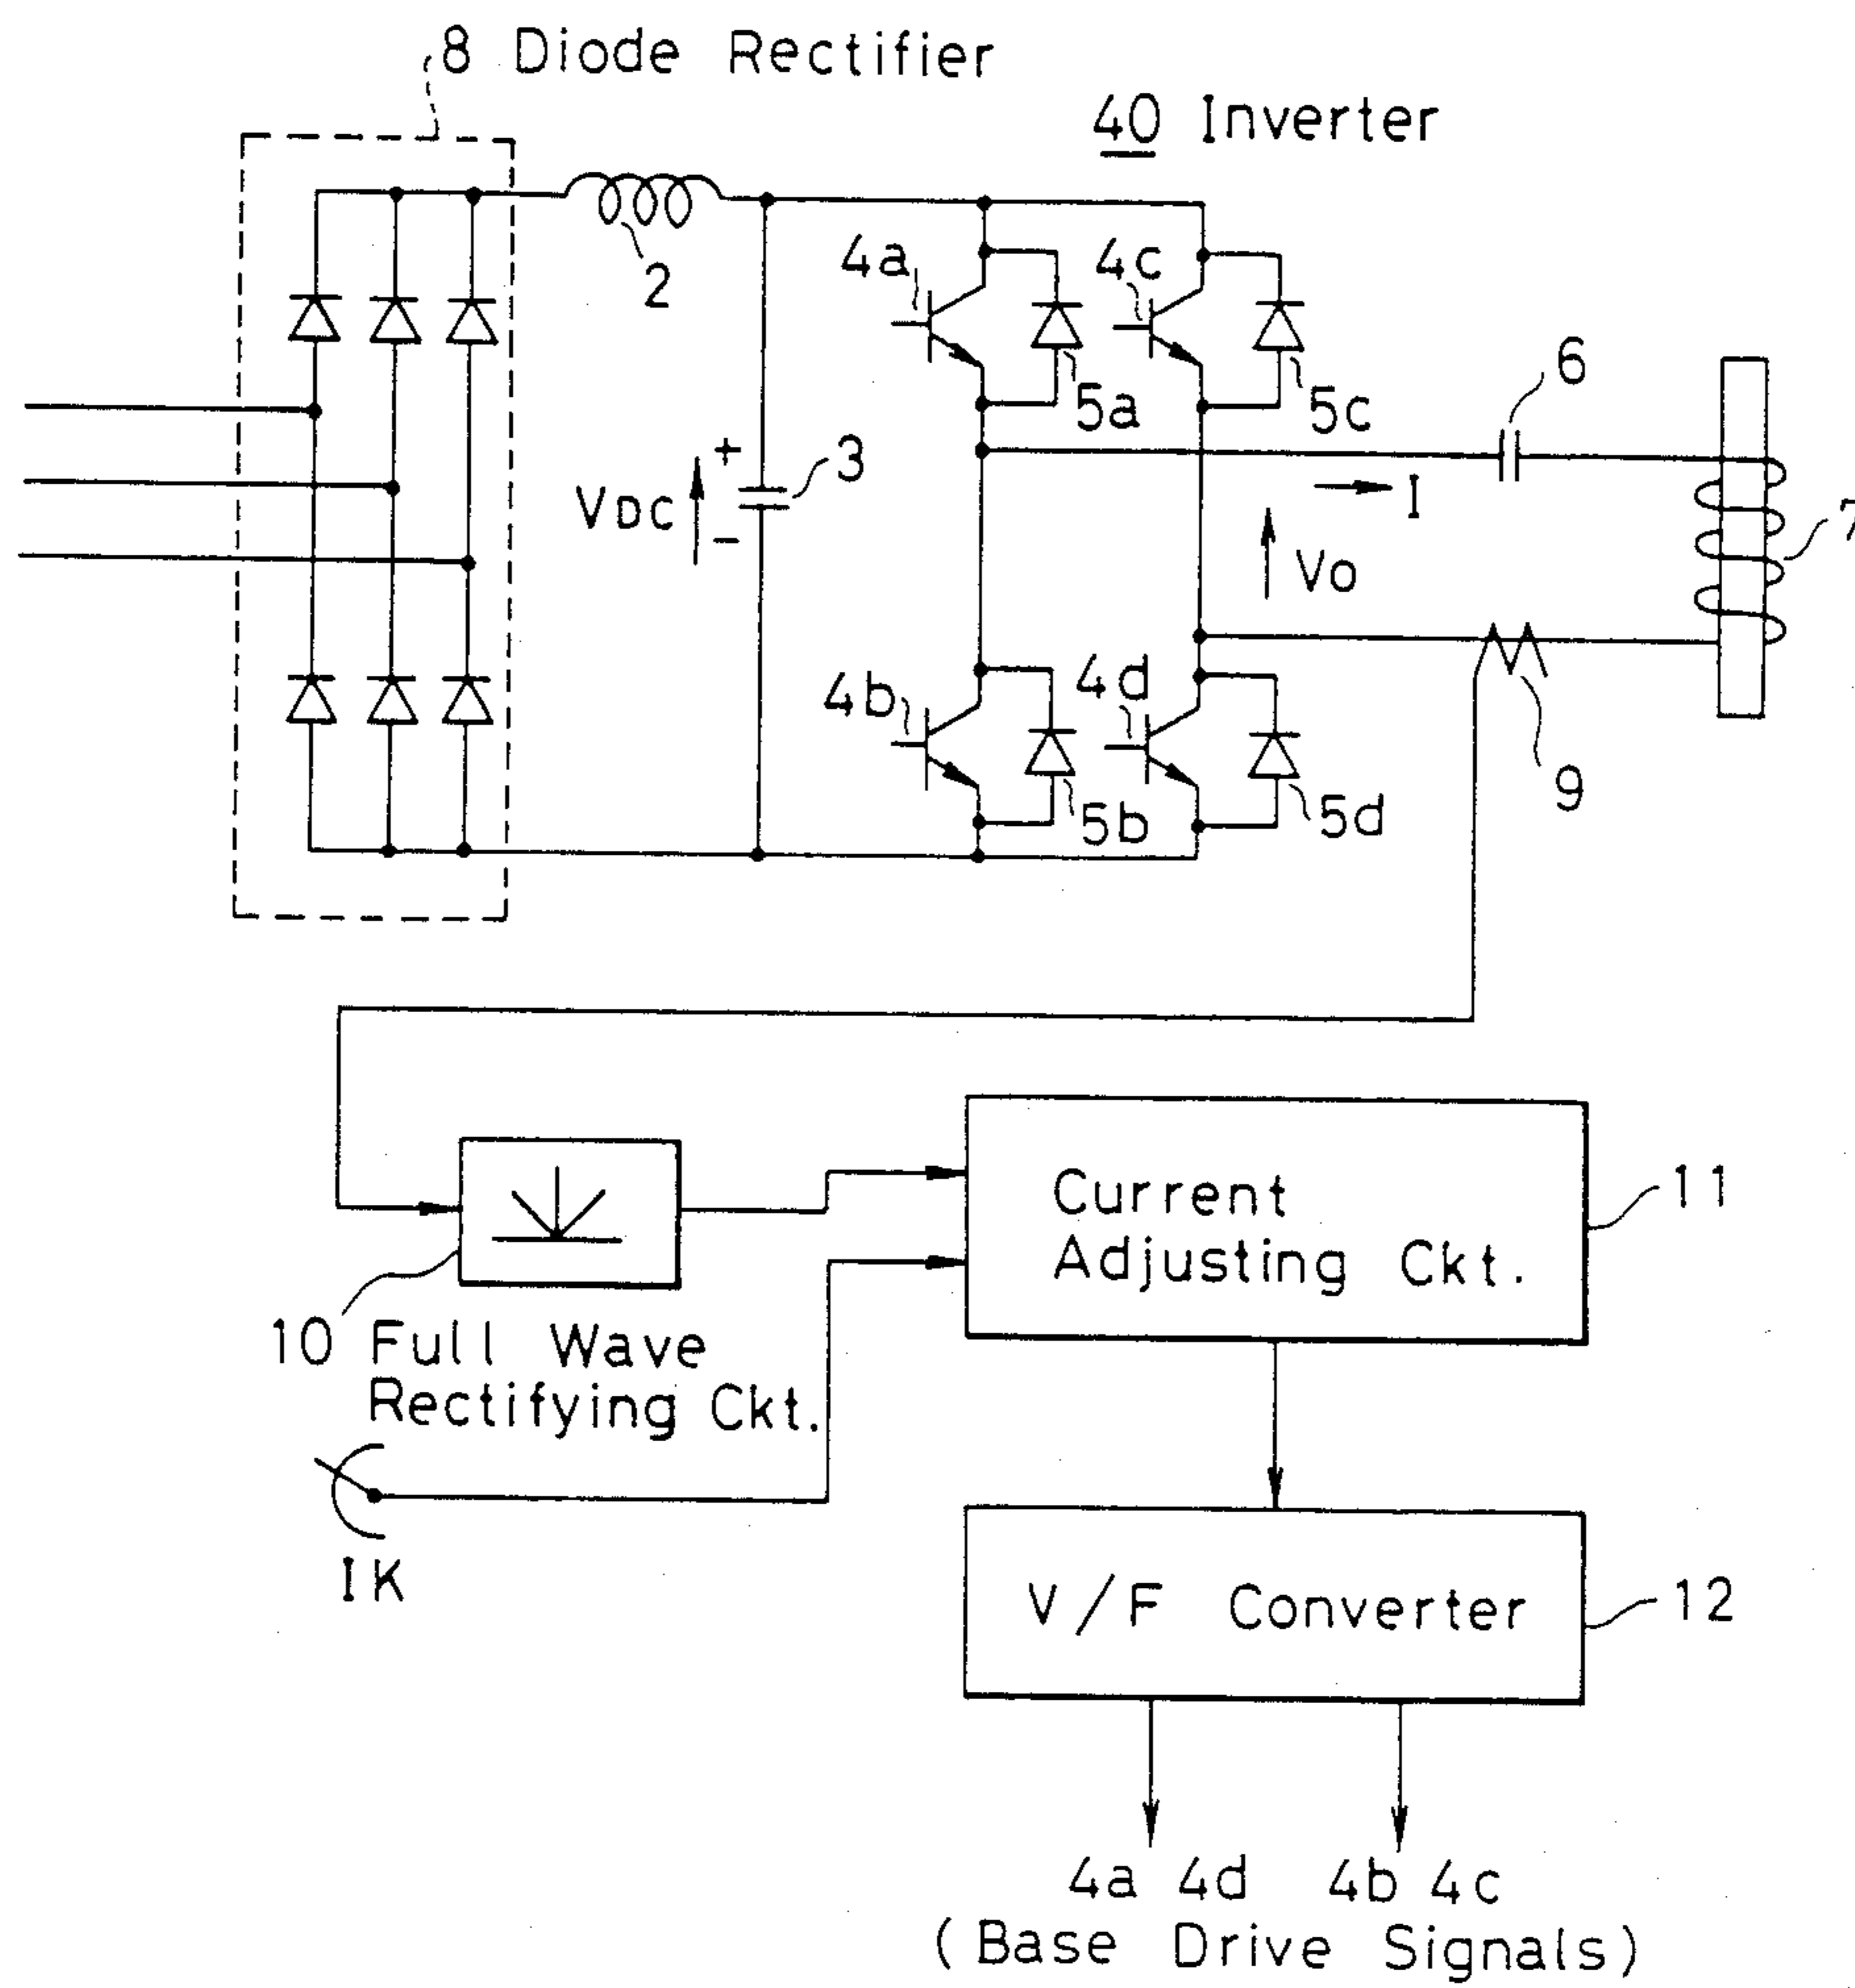 8 Diode Rectifier
40 Inverter
2
4a
4c
5a
5c
6
+
VDC
-
3
I
Vo
7
4b
4d
5b
5d
9
Current
Adjusting Ckt.
11
10 Full Wave
Rectifying Ckt.
IK
V/F Converter
12
4a 4d 4b 4c
(Base Drive Signals)